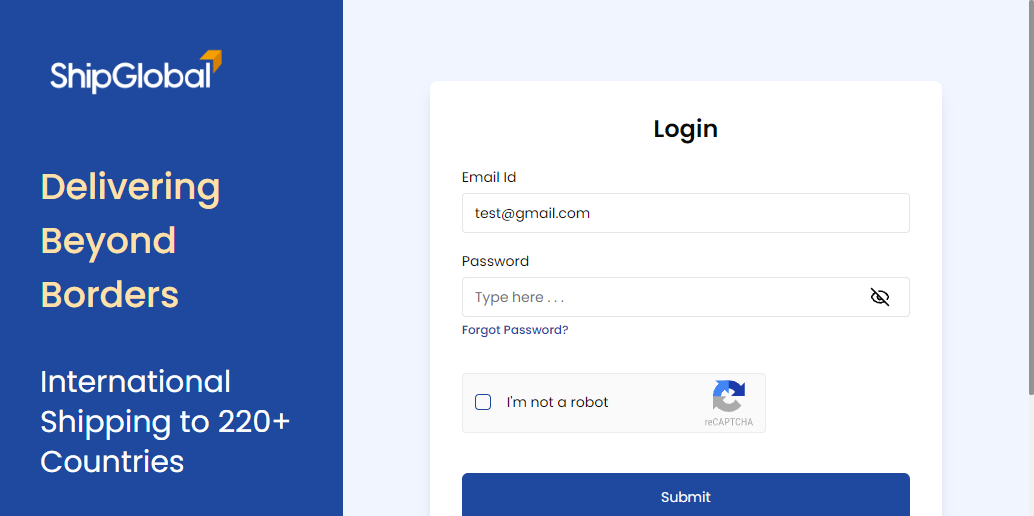 ShipGlobal
Delivering
Beyond
Borders
International
Shipping to 220+
Countries
Login
Email Id
test@gmail.com
Password
Type here . . .
Forgot Password?
I'm not a robot
reCAPTCHA
Submit